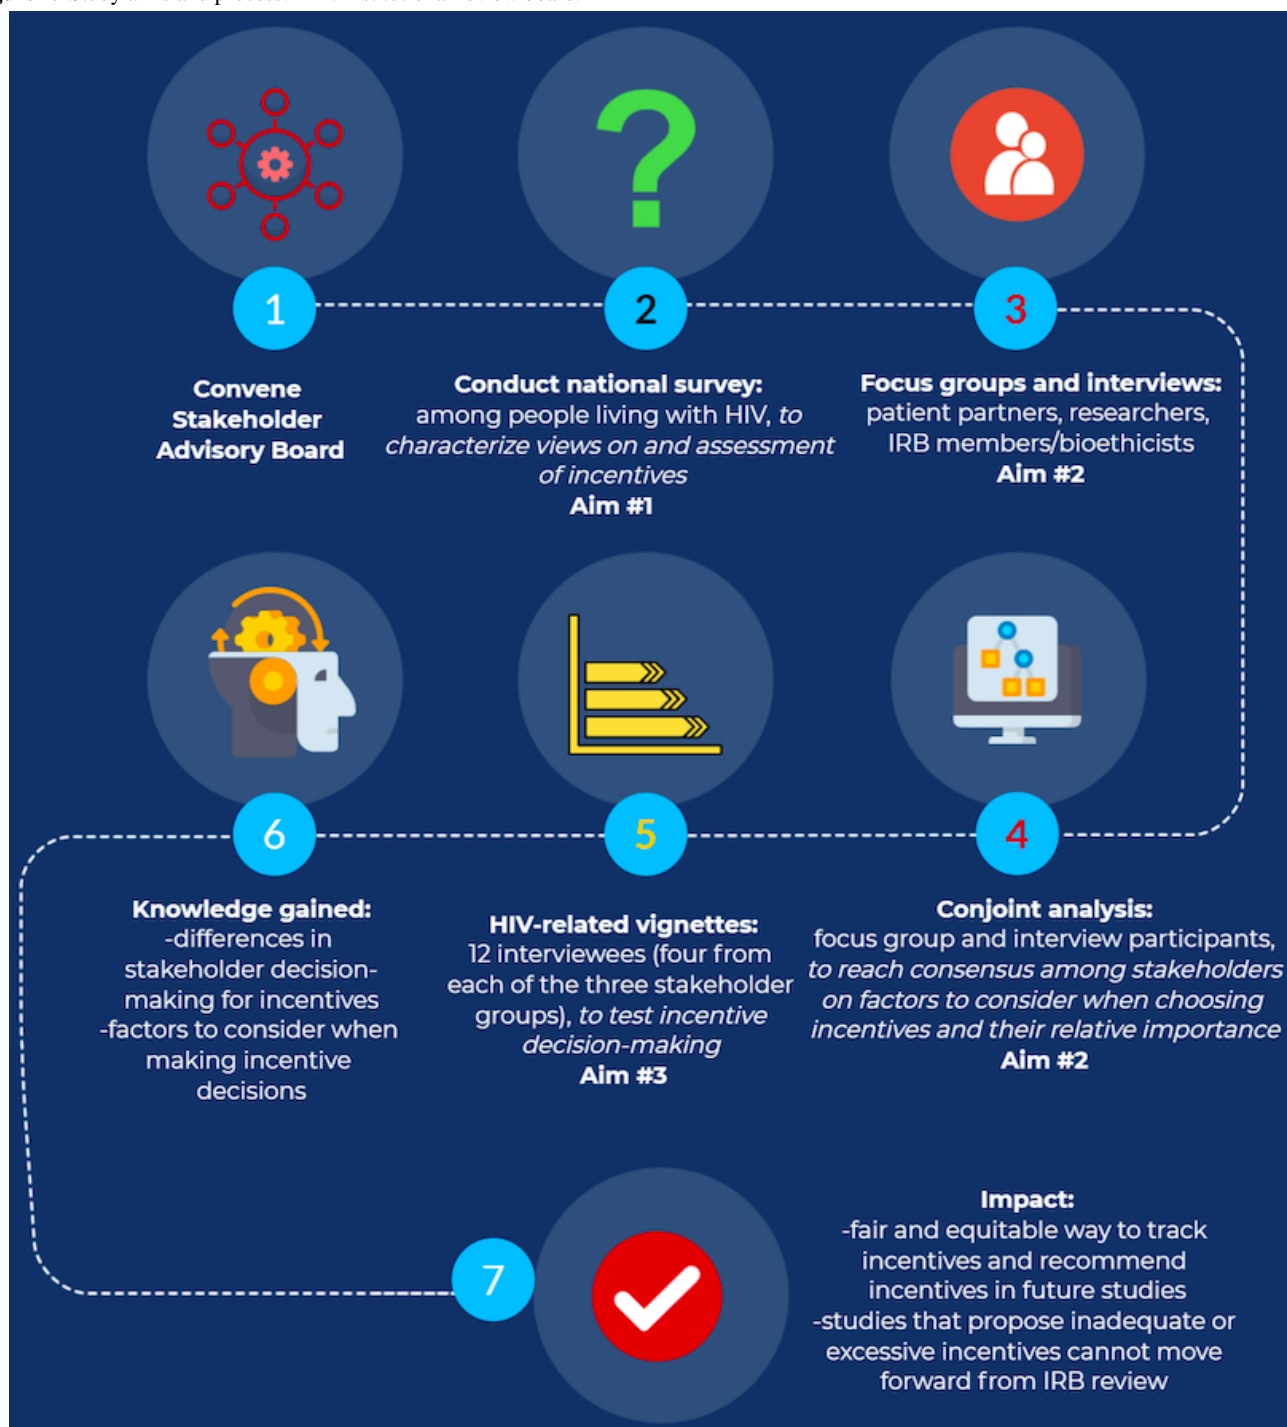 1
2
3
Convene
Stakeholder
Advisory Board
Conduct national survey:
among people living with HIV, to
characterize views on and assessment
of incentives
Aim #1
Focus groups and interviews:
patient partners, researchers,
IRB members/bioethicists
Aim #2
4
Conjoint analysis:
focus group and interview participants,
to reach consensus among stakeholders
on factors to consider when choosing
incentives and their relative importance
Aim #2
5
HIV-related vignettes:
12 interviewees (four from
each of the three stakeholder
groups), to test incentive
decision-making
Aim #3
6
Knowledge gained:
-differences in
stakeholder decision-
making for incentives
-factors to consider when
making incentive
decisions
7
Impact:
-fair and equitable way to track
incentives and recommend
incentives in future studies
-studies that propose inadequate or
excessive incentives cannot move
forward from IRB review